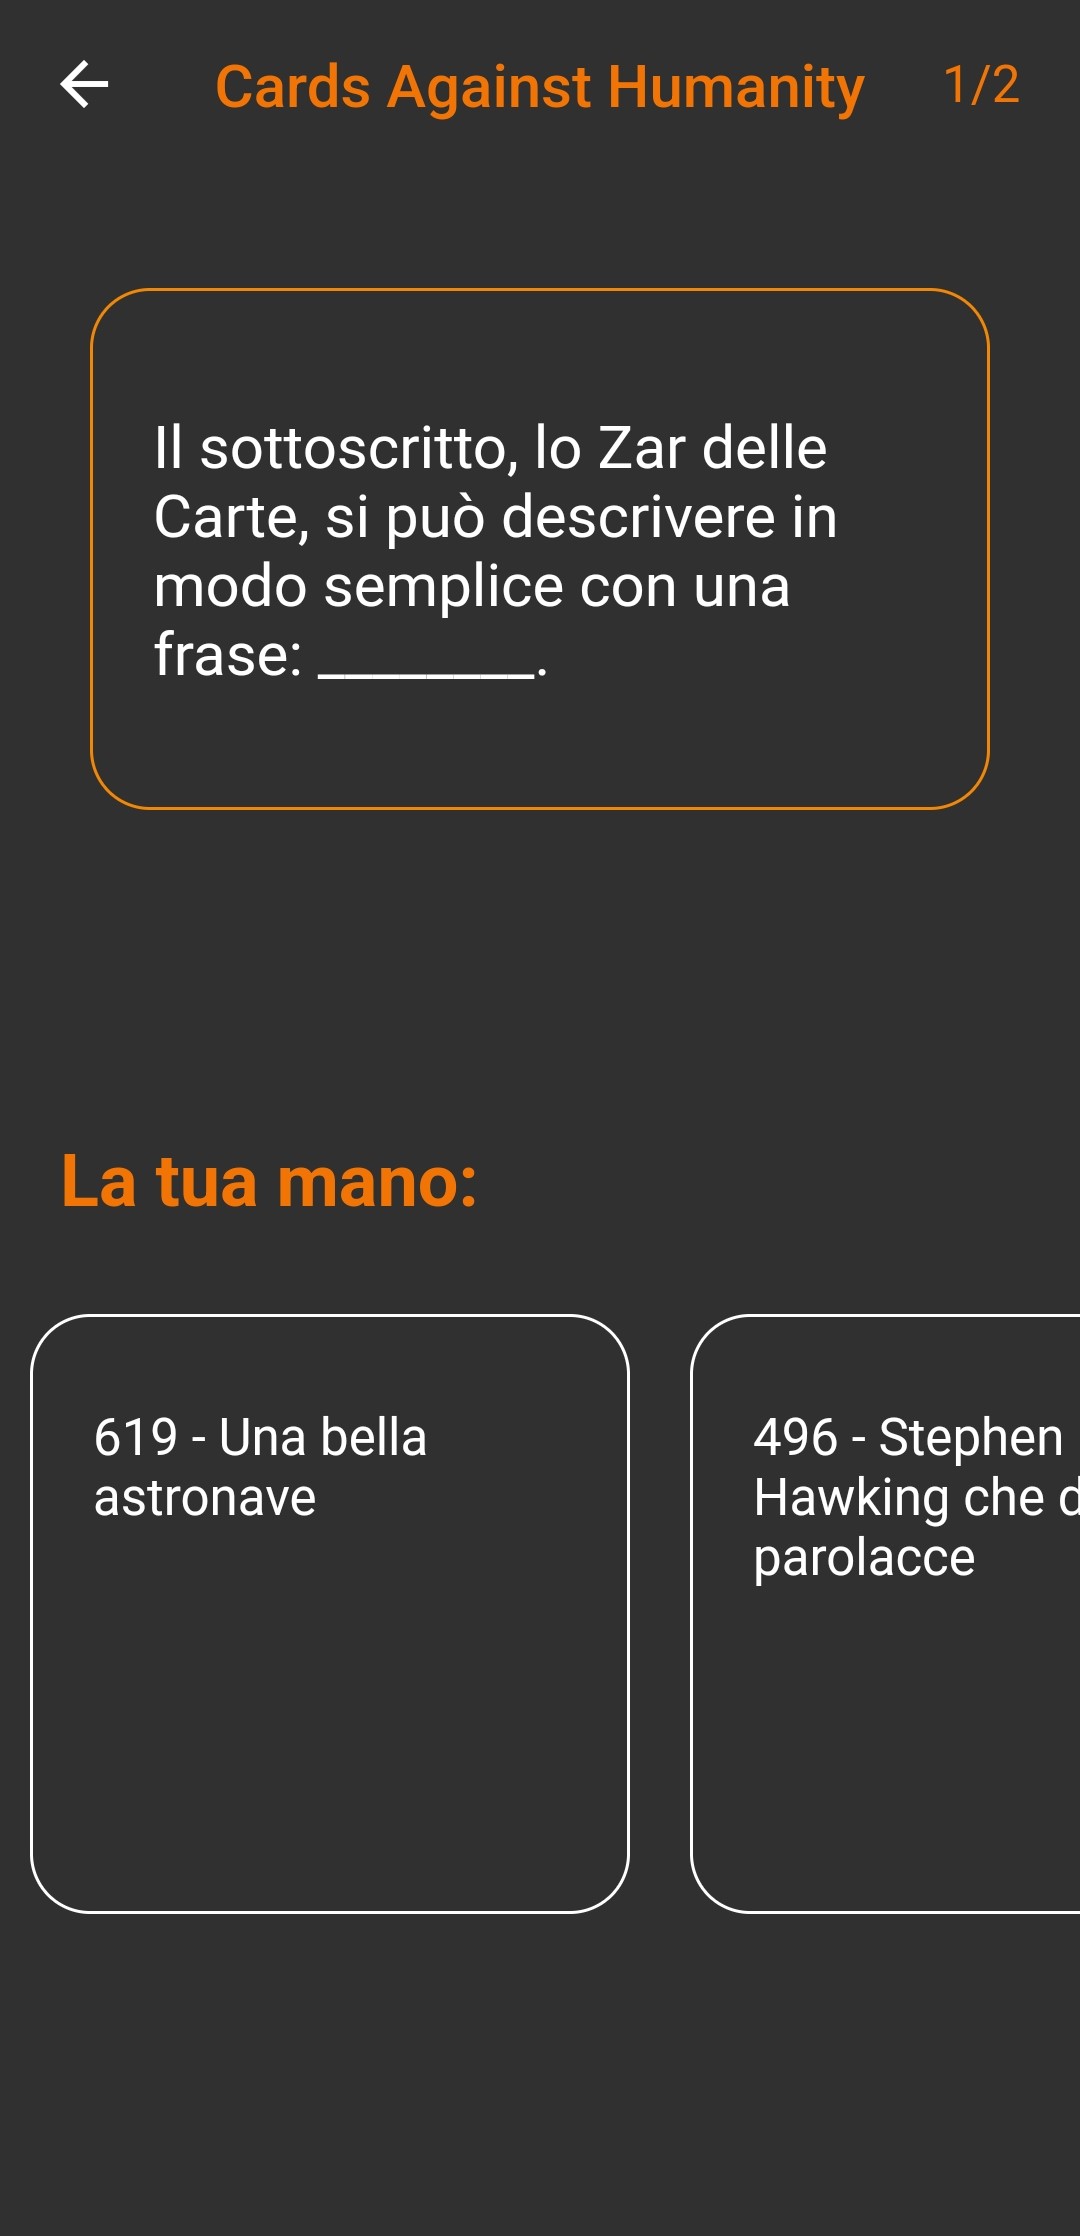 Cards Against Humanity 1/2
Il sottoscritto, lo Zar delle
Carte, si può descrivere in
modo semplice con una
frase: ________.
La tua mano:
619 - Una bella
astronave
496 - Stephen
Hawking che
parolacce